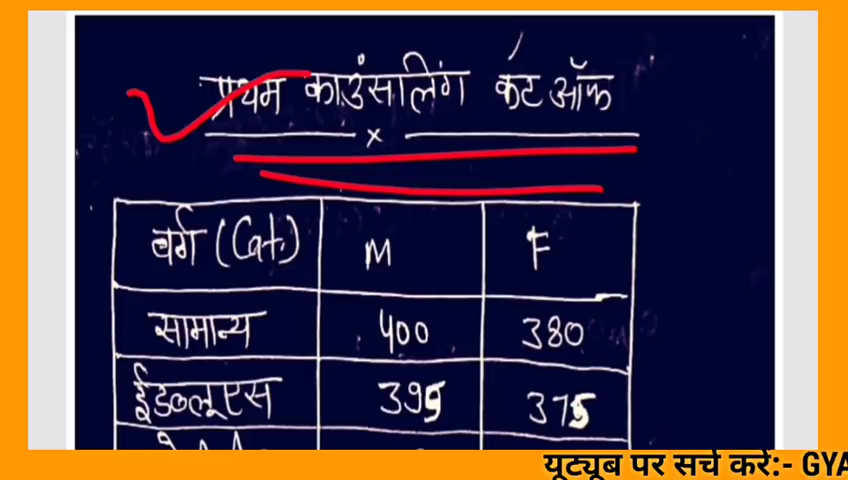 प्रथम काउंसलिंग कट ऑफ
x
वर्ग (Cat.) M F
सामान्य 400 380
ईडब्लूएस 395 375
यूट्यूब पर सर्च करें:- GYA